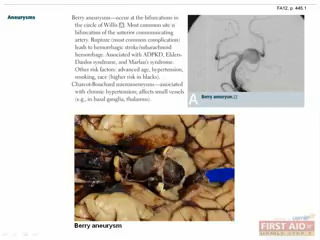 FA12, p. 445.1
Aneurysms
Berry aneurysms—occur at the bifurcations in
the circle of Willis A. Most common site is
bifurcation of the anterior communicating
artery. Rupture (most common complication)
leads to hemorrhagic stroke/subarachnoid
hemorrhage. Associated with ADPKD, Ehlers-
Danlos syndrome, and Marfan's syndrome.
Other risk factors: advanced age, hypertension,
smoking, race (higher risk in blacks).
Charcot-Bouchard microaneurysms—associated
with chronic hypertension; affects small vessels
(e.g., in basal ganglia, thalamus).
A
Berry aneurysm.
Berry aneurysm
FIRST AID